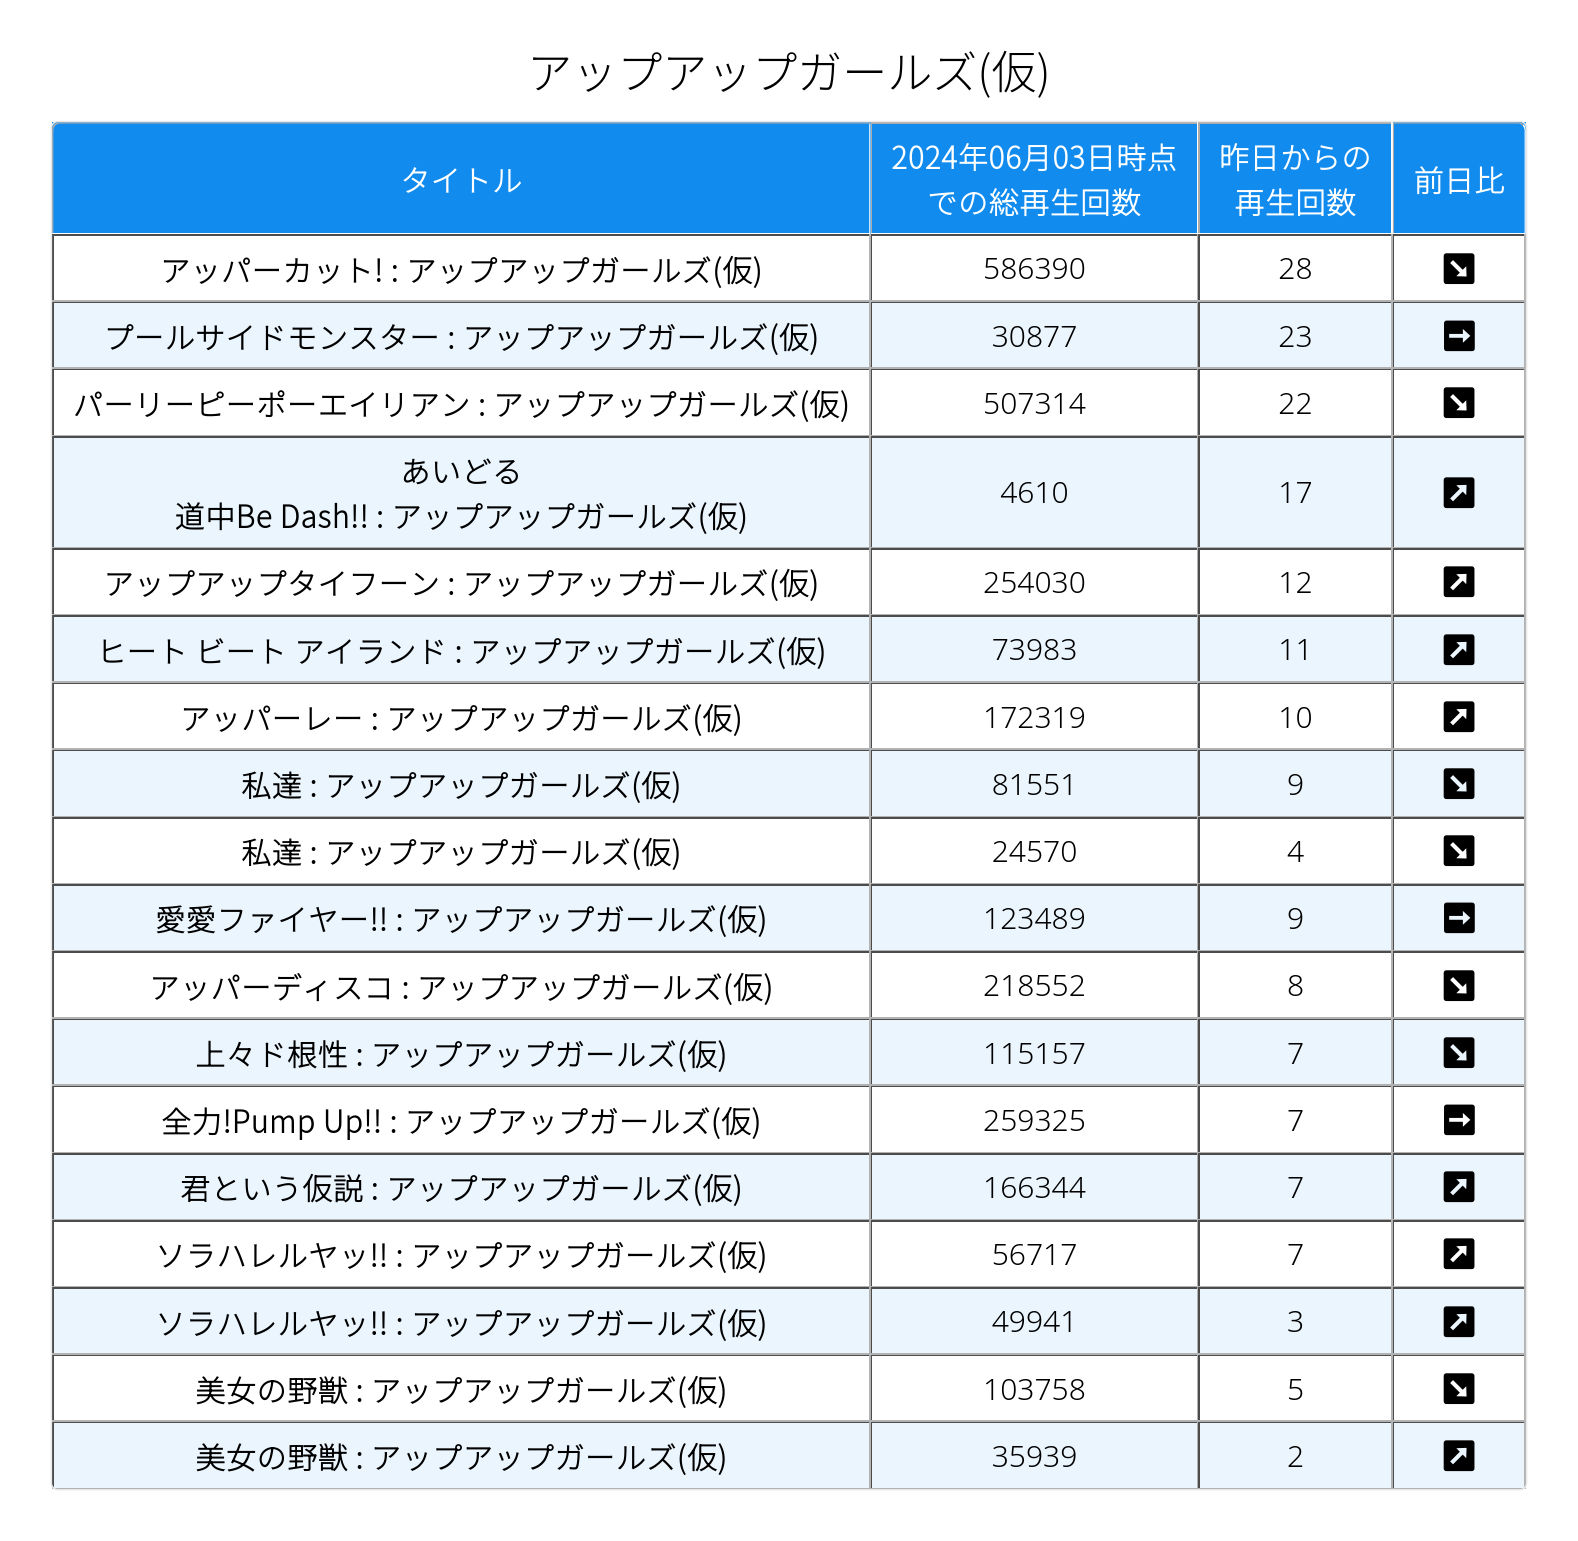 アップアップガールズ(仮)
タイトル
2024年06月03日時点
での総再生回数
昨日からの
再生回数
前日比
アッパーカット! : アップアップガールズ(仮) 586390 28 ↘
プールサイドモンスター : アップアップガールズ(仮) 30877 23 →
パーリーピーポーエイリアン : アップアップガールズ(仮) 507314 22 ↘
あいどる
道中Be Dash!! : アップアップガールズ(仮) 4610 17 ↗
アップアップタイフーン : アップアップガールズ(仮) 254030 12 ↗
ヒート ビート アイランド : アップアップガールズ(仮) 73983 11 ↗
アッパーレー : アップアップガールズ(仮) 172319 10 ↗
私達 : アップアップガールズ(仮) 81551 9 ↘
私達 : アップアップガールズ(仮) 24570 4 ↘
愛愛ファイヤー!! : アップアップガールズ(仮) 123489 9 →
アッパーディスコ : アップアップガールズ(仮) 218552 8 ↘
上々ド根性 : アップアップガールズ(仮) 115157 7 ↘
全力!Pump Up!! : アップアップガールズ(仮) 259325 7 →
君という仮説 : アップアップガールズ(仮) 166344 7 ↗
ソラハレルヤッ!! : アップアップガールズ(仮) 56717 7 ↗
ソラハレルヤッ!! : アップアップガールズ(仮) 49941 3 ↗
美女の野獣 : アップアップガールズ(仮) 103758 5 ↘
美女の野獣 : アップアップガールズ(仮) 35939 2 ↗